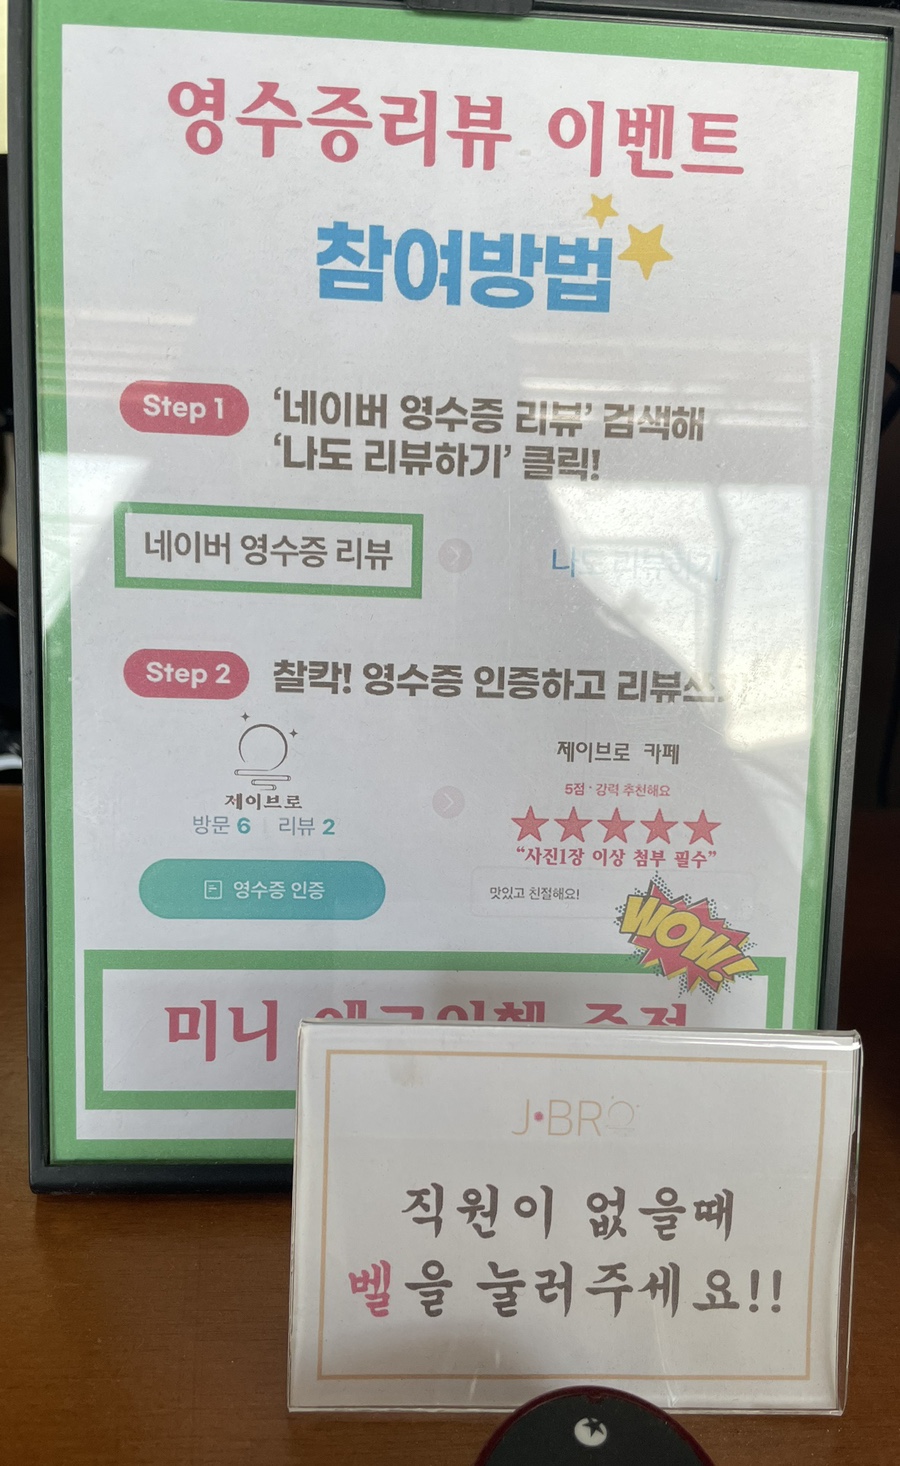 영수증리뷰 이벤트
참여방법
Step 1
'네이버 영수증 리뷰' 검색해
'나도 리뷰하기' 클릭!
네이버 영수증 리뷰
나도 리뷰하기
Step 2
찰칵! 영수증 인증하고 리뷰쓰
제이브로
방문 6 리뷰 2
영수증 인증
제이브로 카페
5점 · 강력 추천해요
"사진1장 이상 첨부 필수"
맛있고 친절해요!
WOW!
미니
J•BRO
직원이 없을때
벨을 눌러주세요!!